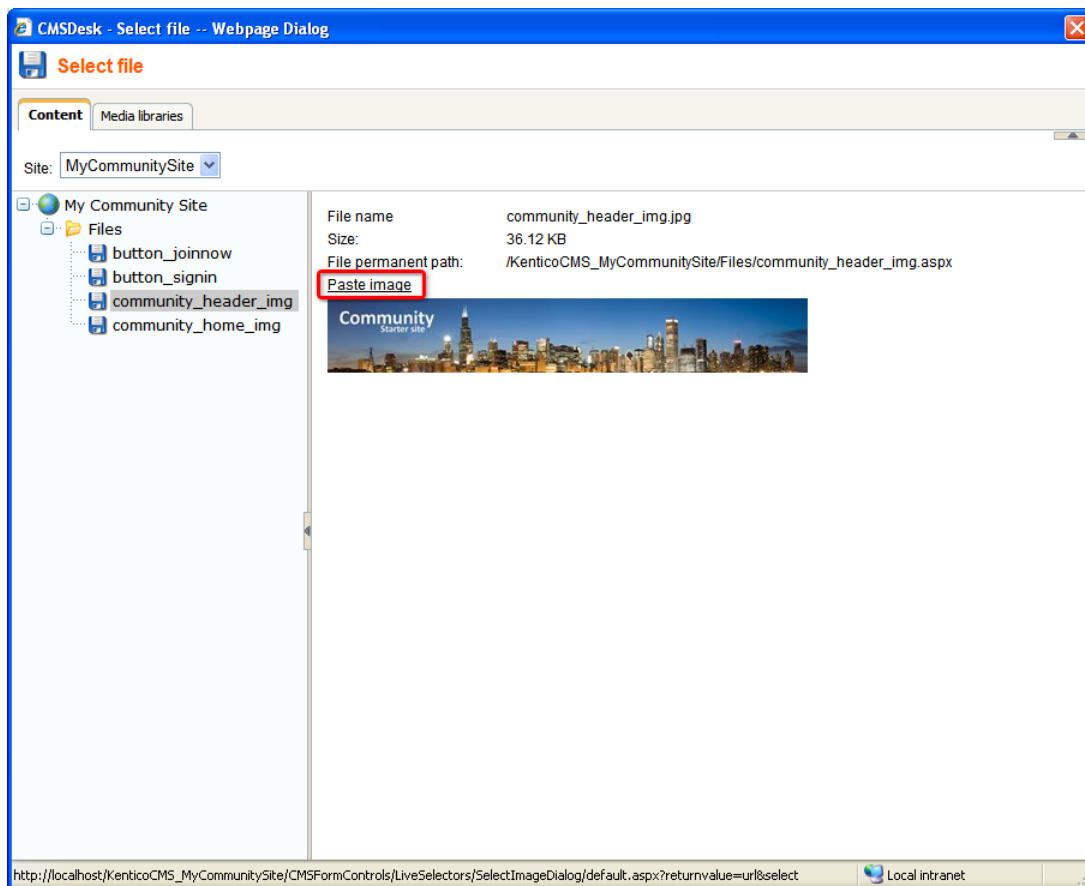 CMSDesk - Select file -- Webpage Dialog
Select file
Content Media libraries
Site: MyCommunitySite
My Community Site
Files
button_joinnow
button_signin
community_header_img
community_home_img
File name community_header_img.jpg
Size: 36.12 KB
File permanent path: /KenticoCMS_MyCommunitySite/Files/community_header_img.aspx
Paste image
Community
Starter site
http://localhost/KenticoCMS_MyCommunitySite/CMSFormControls/LiveSelectors/SelectImageDialog/default.aspx?returnvalue=url&select Local intranet